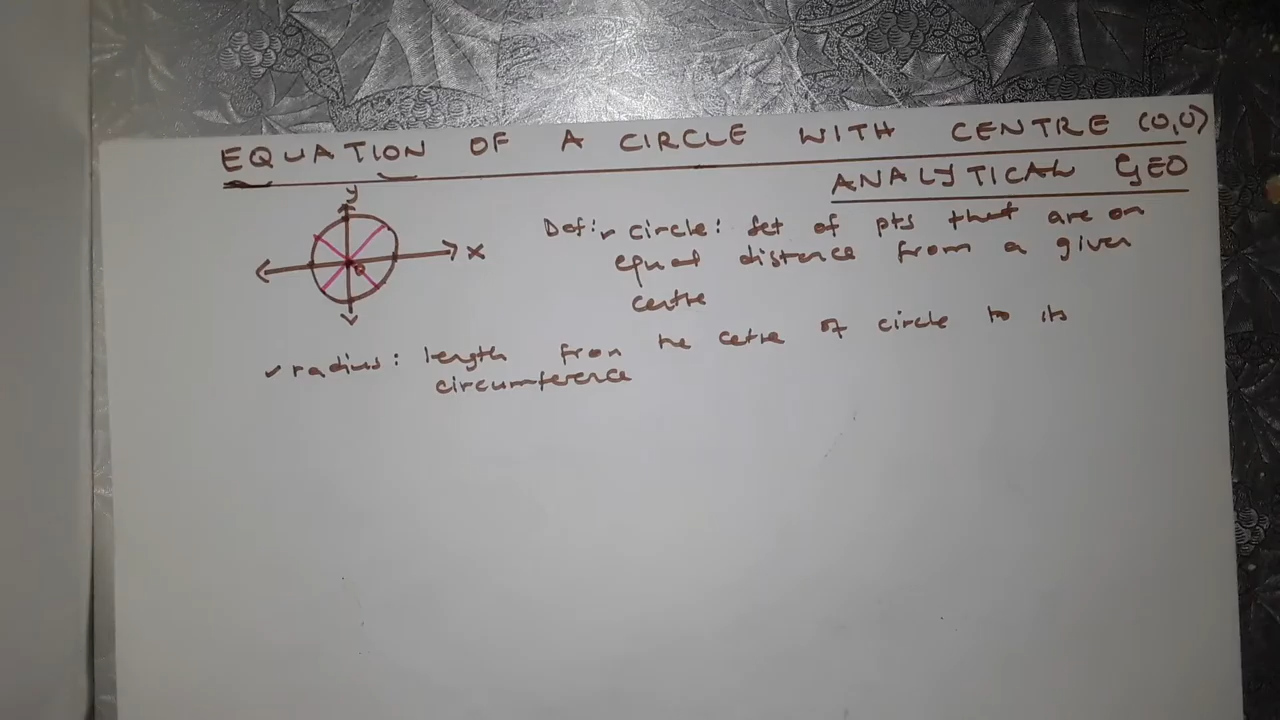 EQUATION OF A CIRCLE WITH CENTRE (0,0)
ANALYTICAL GEO
y
x
Def: ✓ circle: set of pts that are on
equal distance from a given
centre
✓ radius: length from the cetre of circle to its
circumference